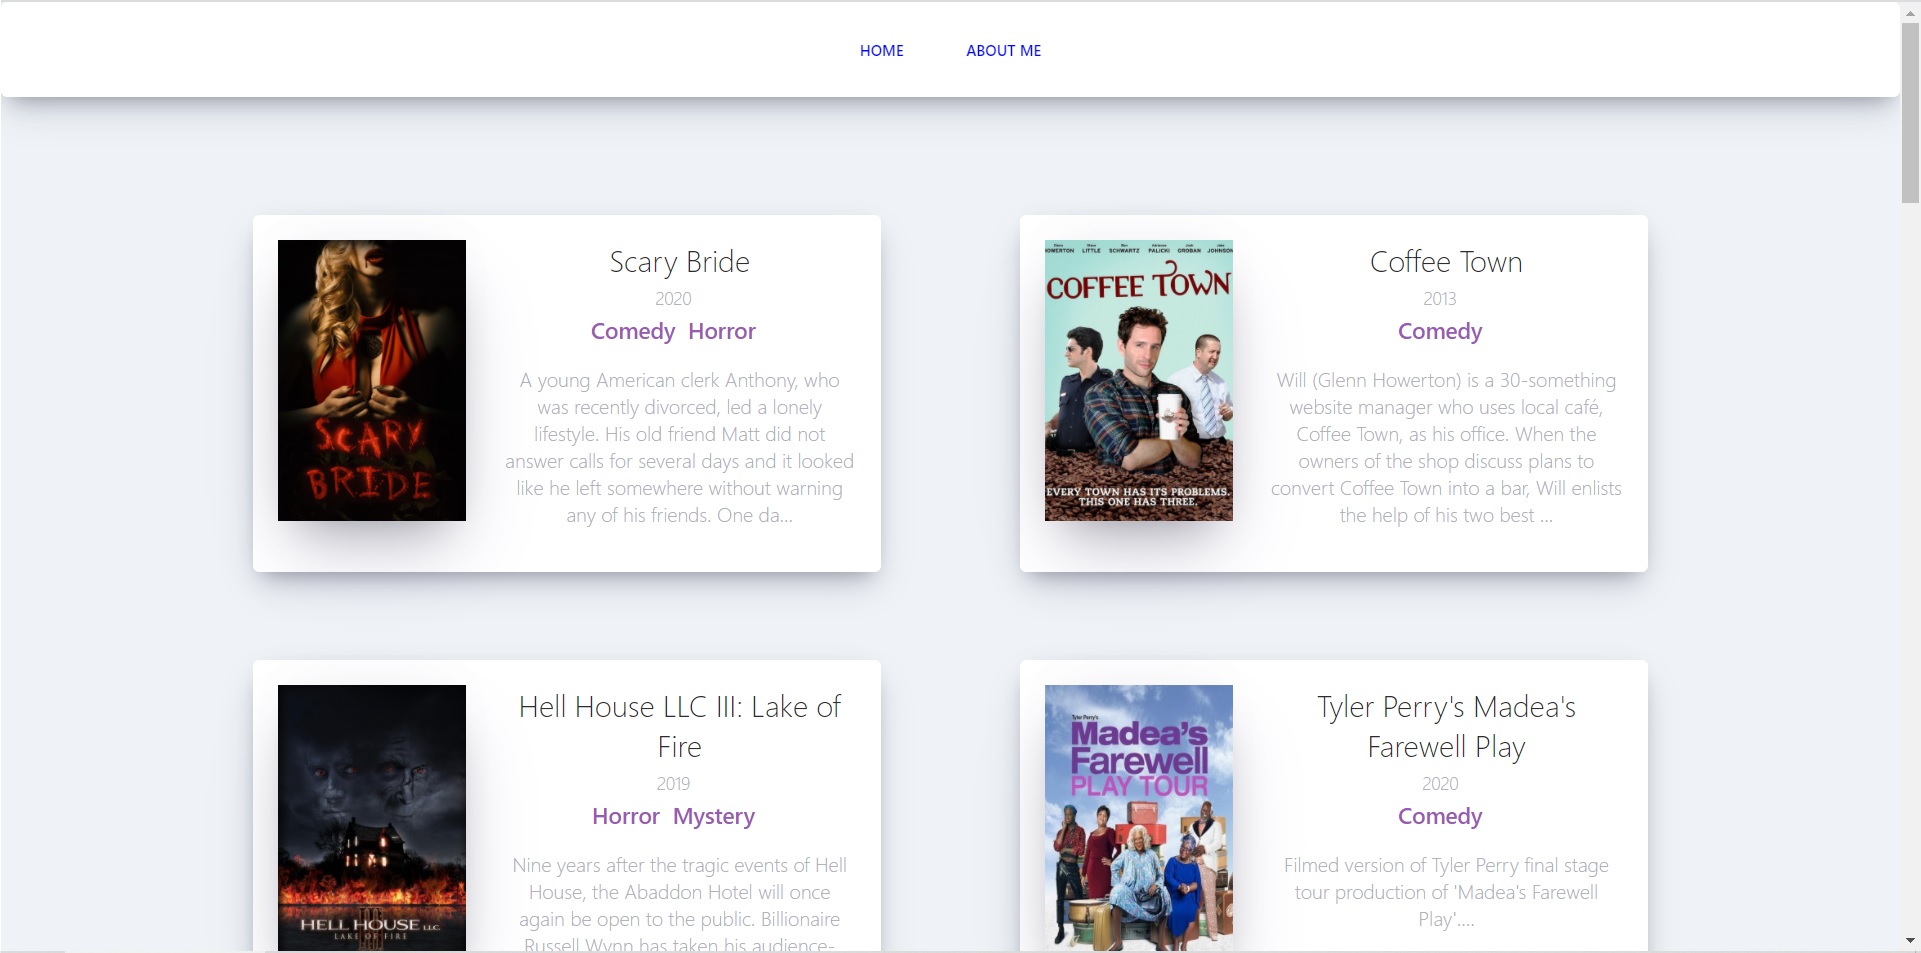 HOME
ABOUT ME
SCARY
BRIDE
Scary Bride
2020
Comedy Horror
A young American clerk Anthony, who
was recently divorced, led a lonely
lifestyle. His old friend Matt did not
answer calls for several days and it looked
like he left somewhere without warning
any of his friends. One da...
HOWERTON LITTLE SCHWARTZ PALICKI GROBAN JOHNSON
COFFEE TOWN
EVERY TOWN HAS ITS PROBLEMS.
THIS ONE HAS THREE.
Coffee Town
2013
Comedy
Will (Glenn Howerton) is a 30-something
website manager who uses local café,
Coffee Town, as his office. When the
owners of the shop discuss plans to
convert Coffee Town into a bar, Will enlists
the help of his two best ...
HELL HOUSE LLC
LAKE OF FIRE
Hell House LLC III: Lake of
Fire
2019
Horror Mystery
Nine years after the tragic events of Hell
House, the Abaddon Hotel will once
again be open to the public. Billionaire
Russell Wynn has taken his audience-
Tyler Perry's
Madea's
Farewell
PLAY TOUR
Tyler Perry's Madea's
Farewell Play
2020
Comedy
Filmed version of Tyler Perry final stage
tour production of 'Madea's Farewell
Play'....